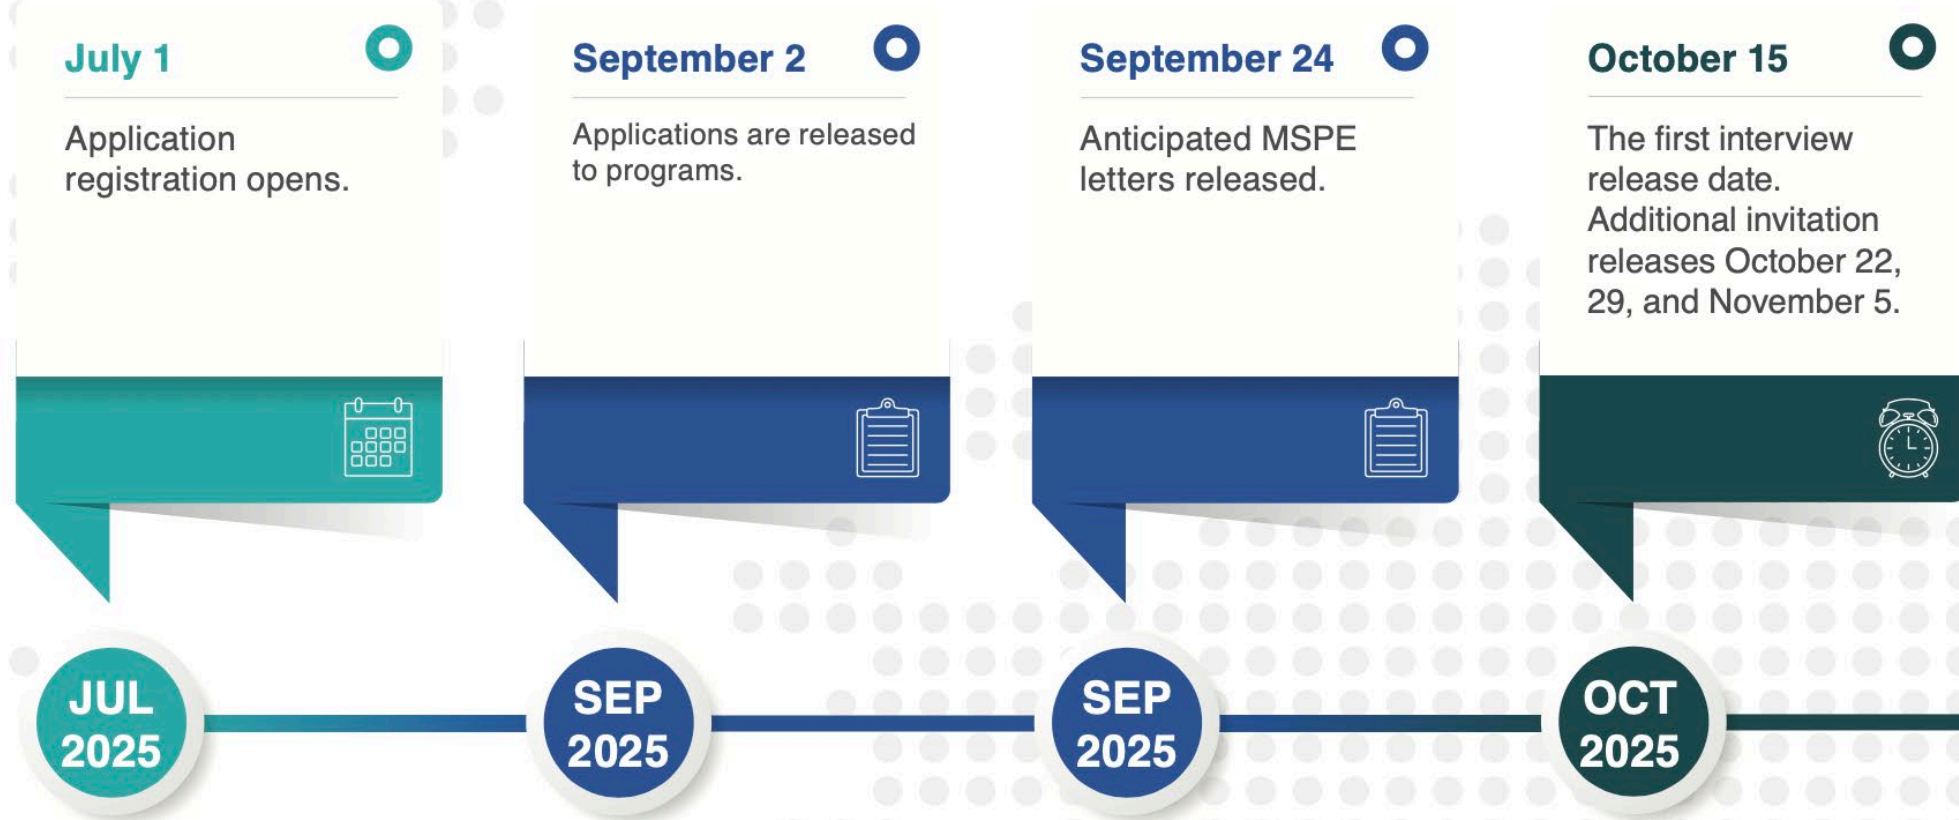 July 1
Application
registration opens.
September 2
Applications are released
to programs.
September 24
Anticipated MSPE
letters released.
October 15
The first interview
release date.
Additional invitation
releases October 22,
29, and November 5.
JUL
2025
SEP
2025
SEP
2025
OCT
2025